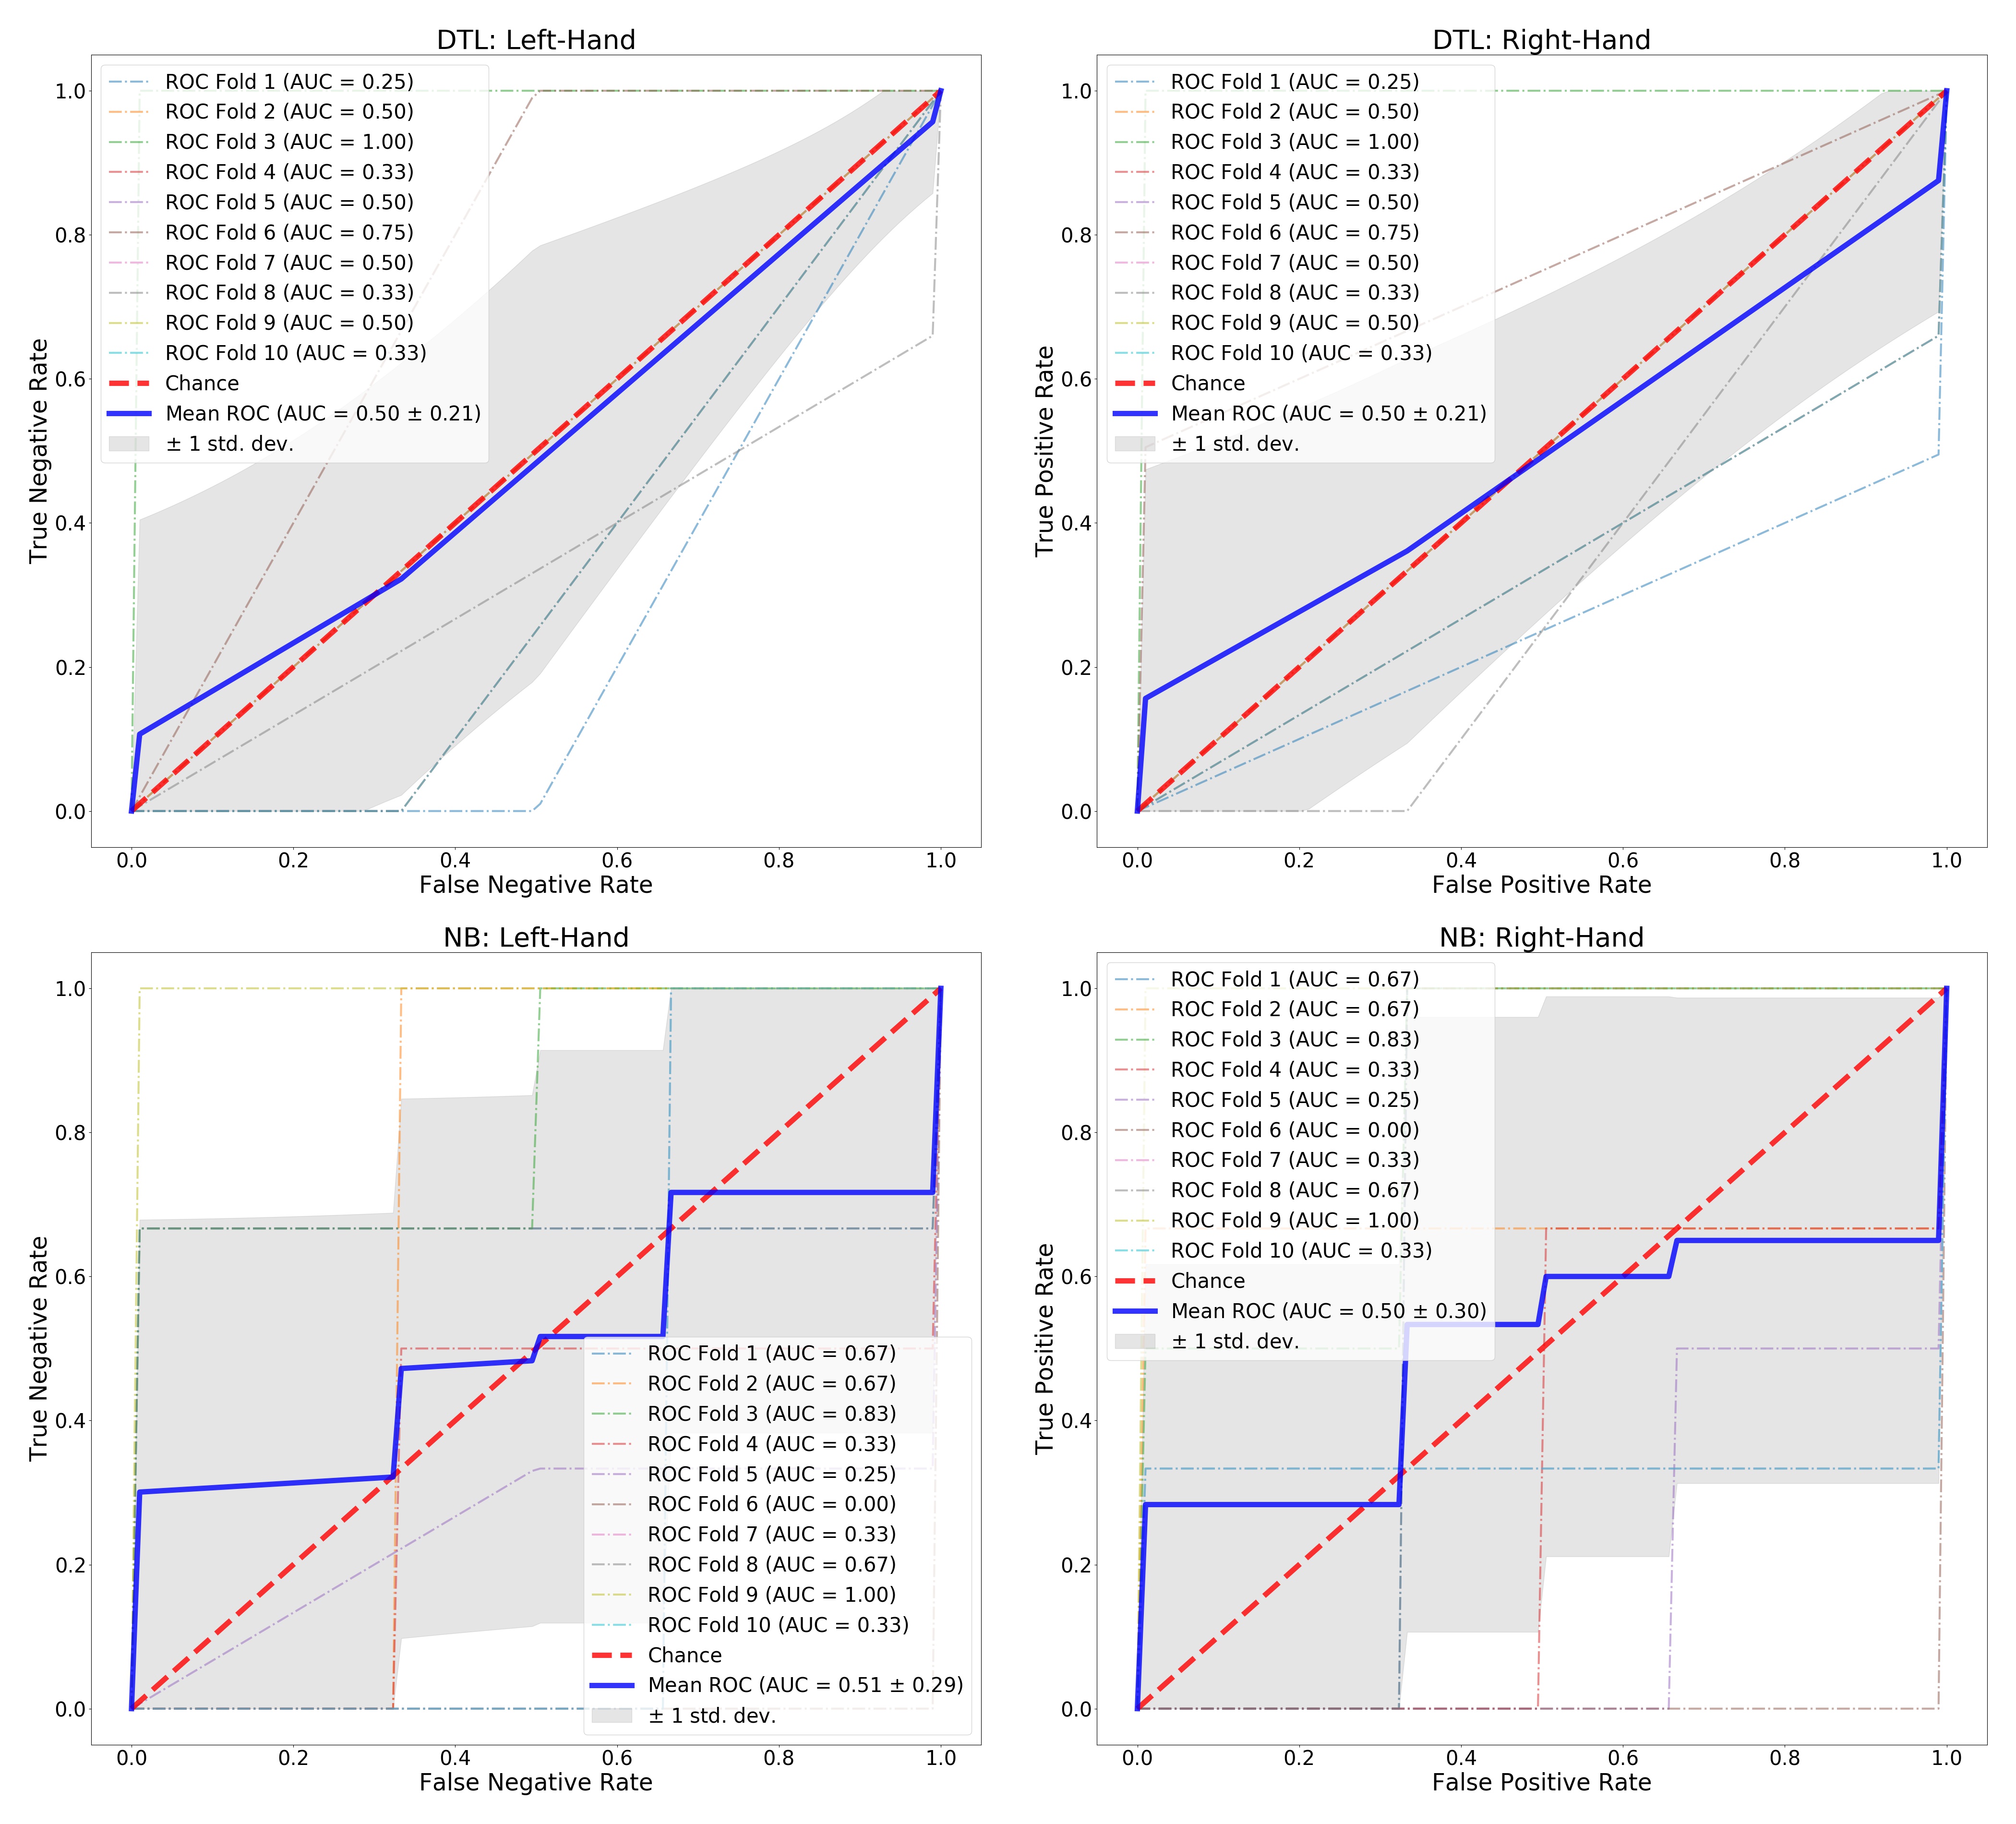 DTL: Left-Hand
True Negative Rate
1.0
0.8
0.6
0.4
0.2
0.0
ROC Fold 1 (AUC = 0.25)
ROC Fold 2 (AUC = 0.50)
ROC Fold 3 (AUC = 1.00)
ROC Fold 4 (AUC = 0.33)
ROC Fold 5 (AUC = 0.50)
ROC Fold 6 (AUC = 0.75)
ROC Fold 7 (AUC = 0.50)
ROC Fold 8 (AUC = 0.33)
ROC Fold 9 (AUC = 0.50)
ROC Fold 10 (AUC = 0.33)
Chance
Mean ROC (AUC = 0.50 ± 0.21)
± 1 std. dev.
0.0 0.2 0.4 0.6 0.8 1.0
False Negative Rate
DTL: Right-Hand
True Positive Rate
1.0
0.8
0.6
0.4
0.2
0.0
ROC Fold 1 (AUC = 0.25)
ROC Fold 2 (AUC = 0.50)
ROC Fold 3 (AUC = 1.00)
ROC Fold 4 (AUC = 0.33)
ROC Fold 5 (AUC = 0.50)
ROC Fold 6 (AUC = 0.75)
ROC Fold 7 (AUC = 0.50)
ROC Fold 8 (AUC = 0.33)
ROC Fold 9 (AUC = 0.50)
ROC Fold 10 (AUC = 0.33)
Chance
Mean ROC (AUC = 0.50 ± 0.21)
± 1 std. dev.
0.0 0.2 0.4 0.6 0.8 1.0
False Positive Rate
NB: Left-Hand
True Negative Rate
1.0
0.8
0.6
0.4
0.2
0.0
ROC Fold 1 (AUC = 0.67)
ROC Fold 2 (AUC = 0.67)
ROC Fold 3 (AUC = 0.83)
ROC Fold 4 (AUC = 0.33)
ROC Fold 5 (AUC = 0.25)
ROC Fold 6 (AUC = 0.00)
ROC Fold 7 (AUC = 0.33)
ROC Fold 8 (AUC = 0.67)
ROC Fold 9 (AUC = 1.00)
ROC Fold 10 (AUC = 0.33)
Chance
Mean ROC (AUC = 0.51 ± 0.29)
± 1 std. dev.
0.0 0.2 0.4 0.6 0.8 1.0
False Negative Rate
NB: Right-Hand
True Positive Rate
1.0
0.8
0.6
0.4
0.2
0.0
ROC Fold 1 (AUC = 0.67)
ROC Fold 2 (AUC = 0.67)
ROC Fold 3 (AUC = 0.83)
ROC Fold 4 (AUC = 0.33)
ROC Fold 5 (AUC = 0.25)
ROC Fold 6 (AUC = 0.00)
ROC Fold 7 (AUC = 0.33)
ROC Fold 8 (AUC = 0.67)
ROC Fold 9 (AUC = 1.00)
ROC Fold 10 (AUC = 0.33)
Chance
Mean ROC (AUC = 0.50 ± 0.30)
± 1 std. dev.
0.0 0.2 0.4 0.6 0.8 1.0
False Positive Rate